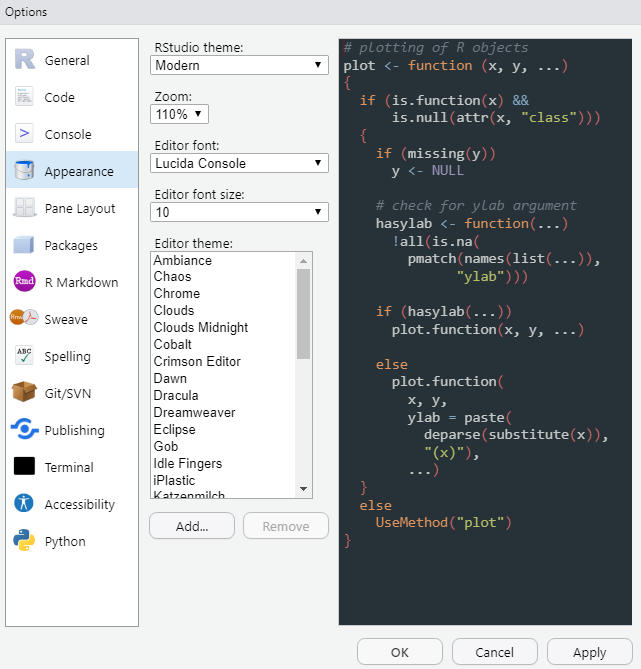 Options
General
Code
Console
Appearance
Pane Layout
Packages
Rmd
R Markdown
Rnw
Sweave
ABC
Spelling
Git/SVN
Publishing
Terminal
Accessibility
Python
RStudio theme:
Modern
Zoom:
110%
Editor font:
Lucida Console
Editor font size:
10
Editor theme:
Ambiance
Chaos
Chrome
Clouds
Clouds Midnight
Cobalt
Crimson Editor
Dawn
Dracula
Dreamweaver
Eclipse
Gob
Idle Fingers
iPlastic
Katzenmilch
Add...
Remove
# plotting of R objects
plot <- function (x, y, ...)
{
  if (is.function(x) &&
      is.null(attr(x, "class")))
  {
    if (missing(y))
      y <- NULL
    # check for ylab argument
    hasylab <- function(...)
      !all(is.na(
        pmatch(names(list(...)),
              "ylab")))
    if (hasylab(...))
      plot.function(x, y, ...)
    else
      plot.function(
        x, y,
        ylab = paste(
          deparse(substitute(x)),
          "(x)"),
        ...)
  }
  else
    UseMethod("plot")
}
OK
Cancel
Apply